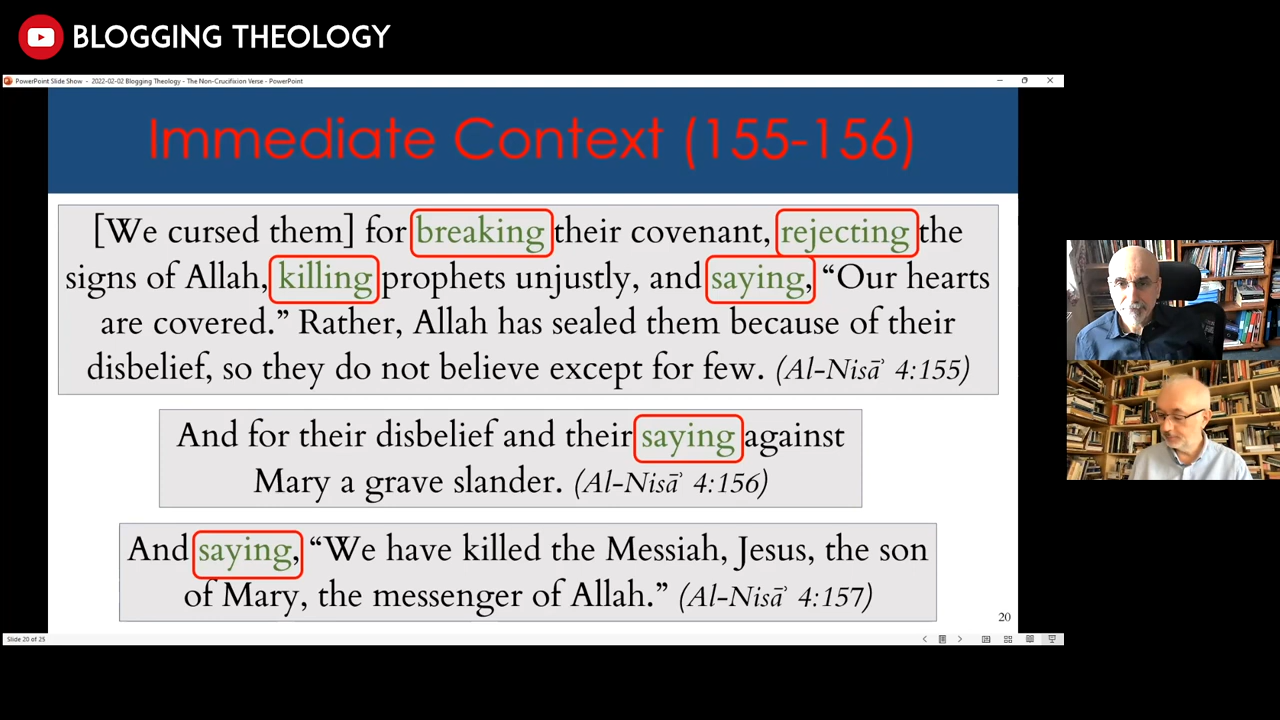 BLOGGING THEOLOGY
PowerPoint Slide Show - 2022-02-02 Blogging Theology - The Non-Crucifixion Verse - PowerPoint
Immediate Context (155-156)
[We cursed them] for breaking their covenant, rejecting the
signs of Allah, killing prophets unjustly, and saying, “Our hearts
are covered.” Rather, Allah has sealed them because of their
disbelief, so they do not believe except for few. (Al-Nisāʾ 4:155)
And for their disbelief and their saying against
Mary a grave slander. (Al-Nisāʾ 4:156)
And saying, “We have killed the Messiah, Jesus, the son
of Mary, the messenger of Allah.” (Al-Nisāʾ 4:157)
20
Slide 20 of 25